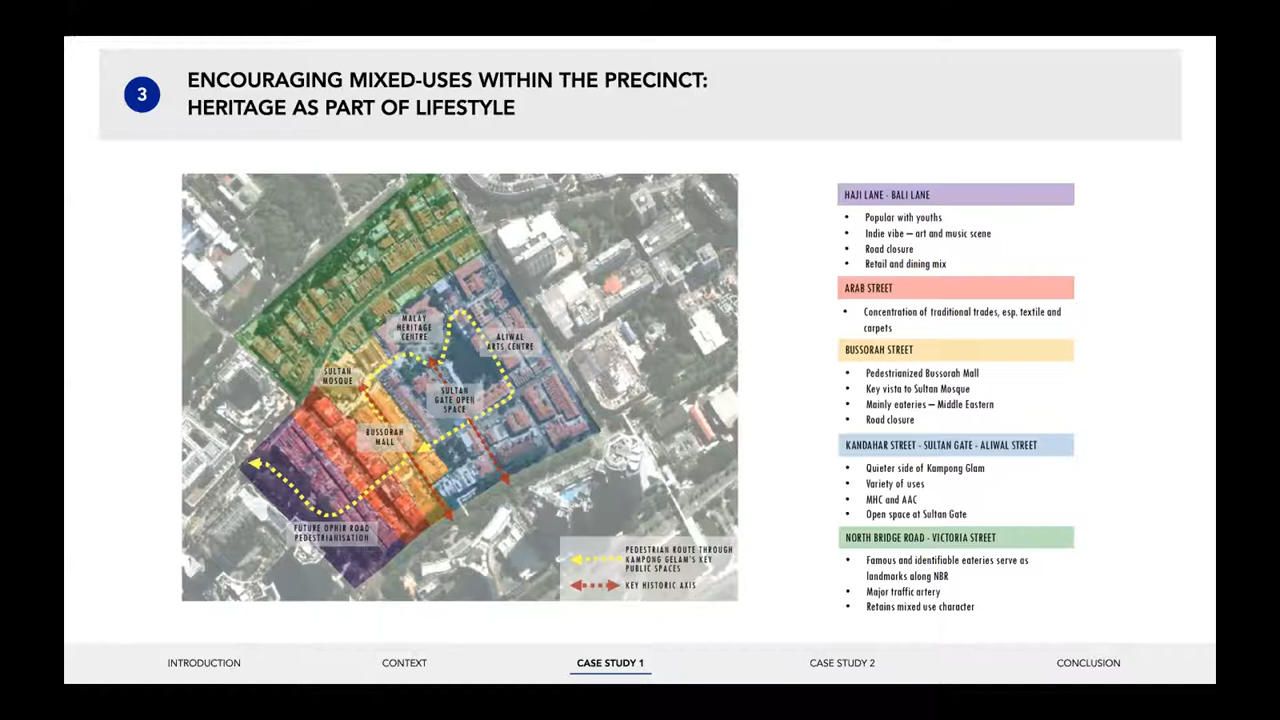 3
ENCOURAGING MIXED-USES WITHIN THE PRECINCT:
HERITAGE AS PART OF LIFESTYLE
MALAY
HERITAGE
CENTRE
ALIWAL
ARTS CENTRE
SULTAN
MOSQUE
SULTAN
GATE OPEN
SPACE
BUSSORAH
MALL
FUTURE OPHIR ROAD
PEDESTRIANISATION
PEDESTRIAN ROUTE THROUGH
KAMPONG GELAM'S KEY
PUBLIC SPACES
KEY HISTORIC AXIS
HAJI LANE - BALI LANE
• Popular with youths
• Indie vibe – art and music scene
• Road closure
• Retail and dining mix
ARAB STREET
• Concentration of traditional trades, esp. textile and
carpets
BUSSORAH STREET
• Pedestrianized Bussorah Mall
• Key vista to Sultan Mosque
• Mainly eateries – Middle Eastern
• Road closure
KANDAHAR STREET - SULTAN GATE - ALIWAL STREET
• Quieter side of Kampong Glam
• Variety of uses
• MHC and AAC
• Open space at Sultan Gate
NORTH BRIDGE ROAD - VICTORIA STREET
• Famous and identifiable eateries serve as
landmarks along NBR
• Major traffic artery
• Retains mixed use character
INTRODUCTION
CONTEXT
CASE STUDY 1
CASE STUDY 2
CONCLUSION